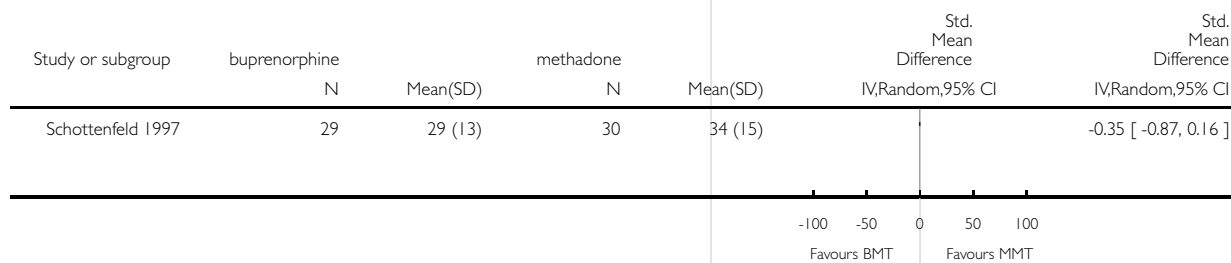 Std. Std.
Mean Mean
Study or subgroup buprenorphine methadone Difference Difference
N Mean(SD) N Mean(SD) IV,Random,95% CI IV,Random,95% CI
Schottenfeld 1997 29 29 (13) 30 34 (15) -0.35 [ -0.87, 0.16 ]
-100 -50 0 50 100
Favours BMT Favours MMT